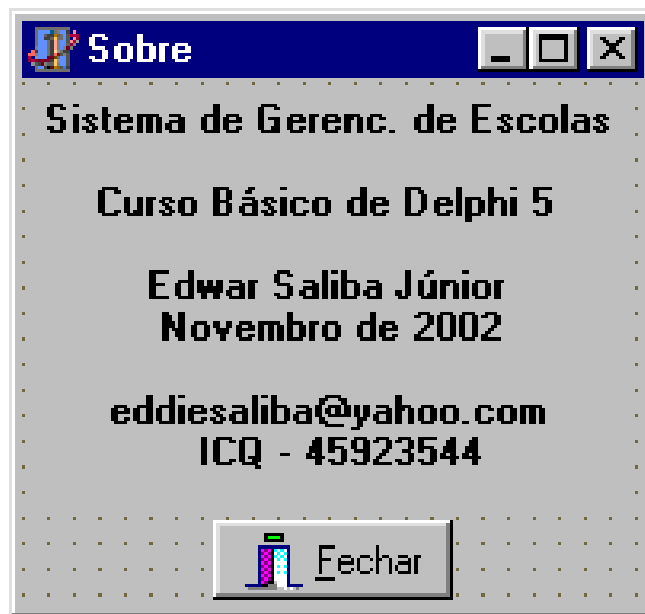 Sobre
Sistema de Gerenc. de Escolas
Curso Básico de Delphi 5
Edwar Saliba Júnior
Novembro de 2002
eddiesaliba@yahoo.com
ICQ - 45923544
Fechar